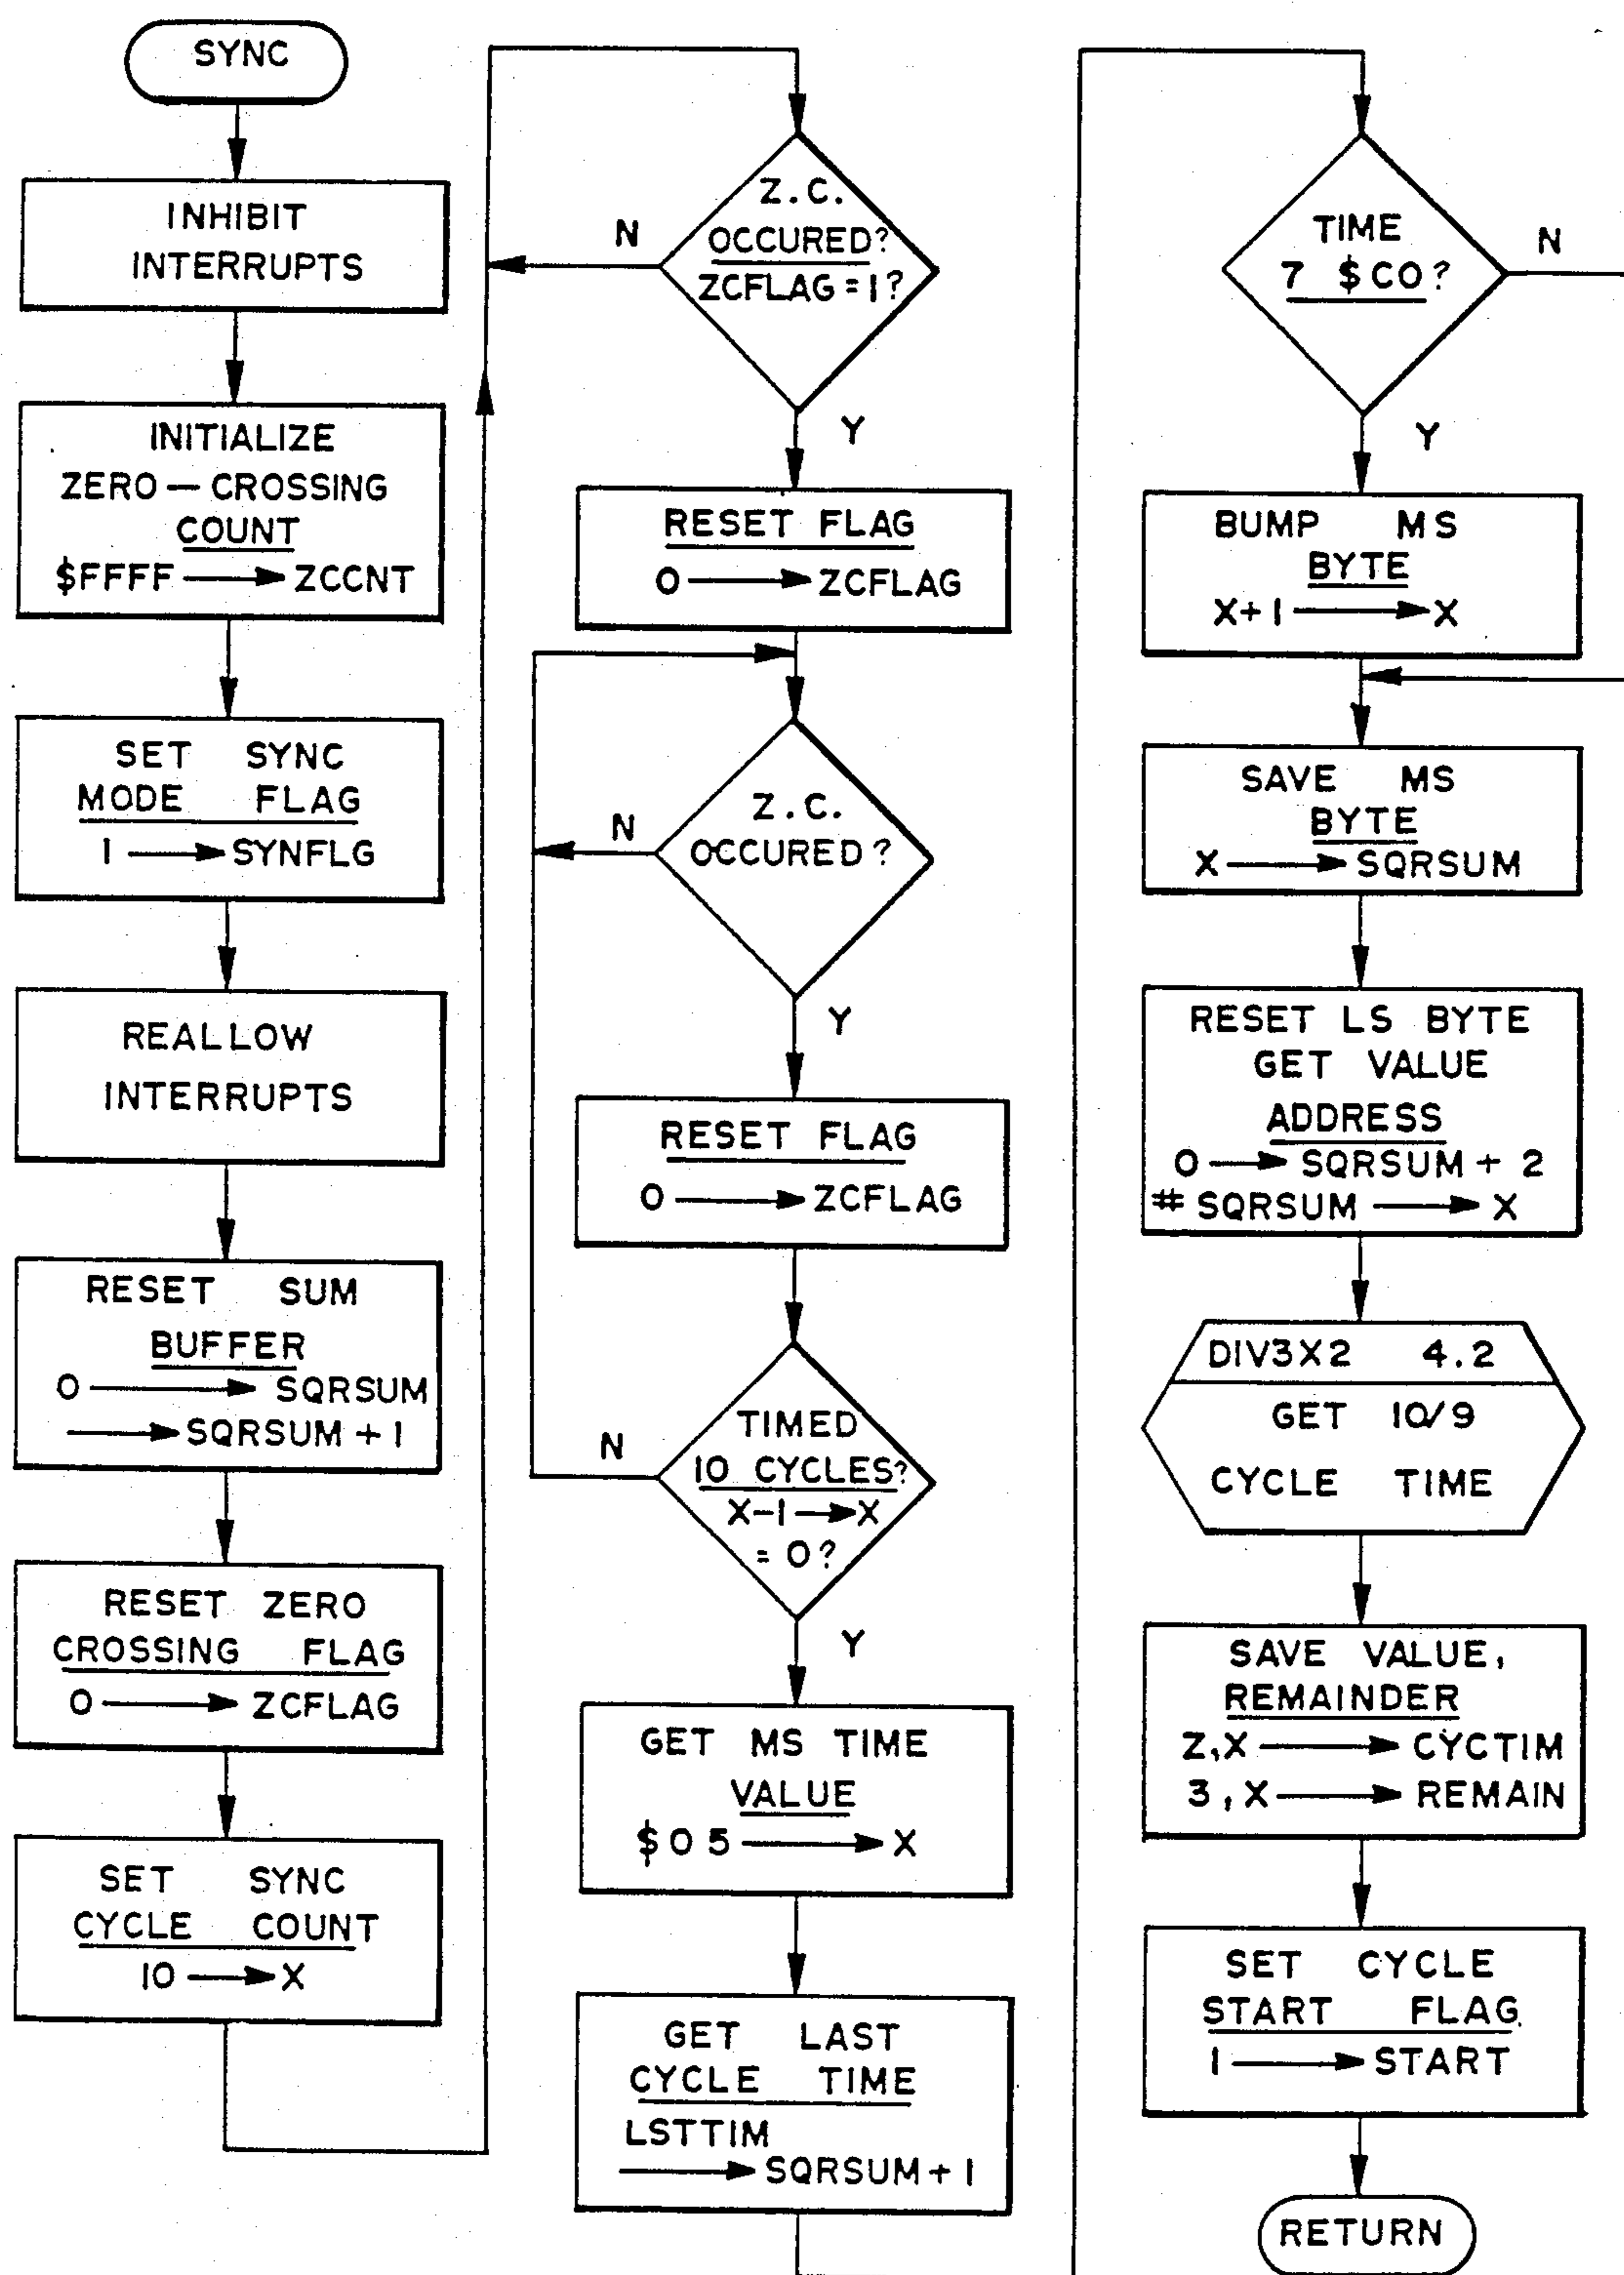 SYNC
INHIBIT
INTERRUPTS
INITIALIZE
ZERO — CROSSING
COUNT
$FFFF → ZCCNT
SET SYNC
MODE FLAG
1 → SYNFLG
REALLOW
INTERRUPTS
RESET SUM
BUFFER
0 → SQRSUM
→ SQRSUM + 1
RESET ZERO
CROSSING FLAG
0 → ZCFLAG
SET SYNC
CYCLE COUNT
10 → X
Z.C.
OCCURED?
ZCFLAG = 1?
N
Y
RESET FLAG
0 → ZCFLAG
Z.C.
OCCURED?
N
Y
RESET FLAG
0 → ZCFLAG
TIMED
10 CYCLES?
X-1 → X
= 0?
N
Y
GET MS TIME
VALUE
$05 → X
GET LAST
CYCLE TIME
LSTTIM
→ SQRSUM + 1
TIME
7 $CO?
N
Y
BUMP MS
BYTE
X+1 → X
SAVE MS
BYTE
X → SQRSUM
RESET LS BYTE
GET VALUE
ADDRESS
0 → SQRSUM + 2
# SQRSUM → X
DIV3X2 4.2
GET 10/9
CYCLE TIME
SAVE VALUE,
REMAINDER
2,X → CYCTIM
3,X → REMAIN
SET CYCLE
START FLAG
1 → START
RETURN